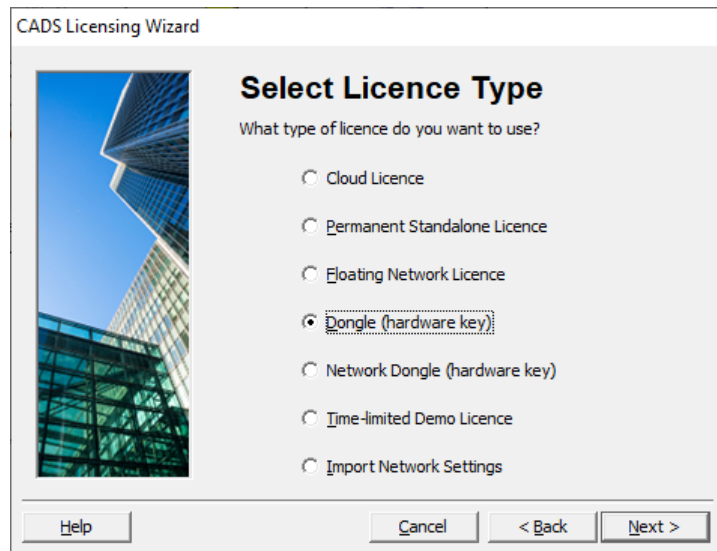 CADS Licensing Wizard
Select Licence Type
What type of licence do you want to use?
Cloud Licence
Permanent Standalone Licence
Floating Network Licence
Dongle (hardware key)
Network Dongle (hardware key)
Time-limited Demo Licence
Import Network Settings
Help Cancel < Back Next >